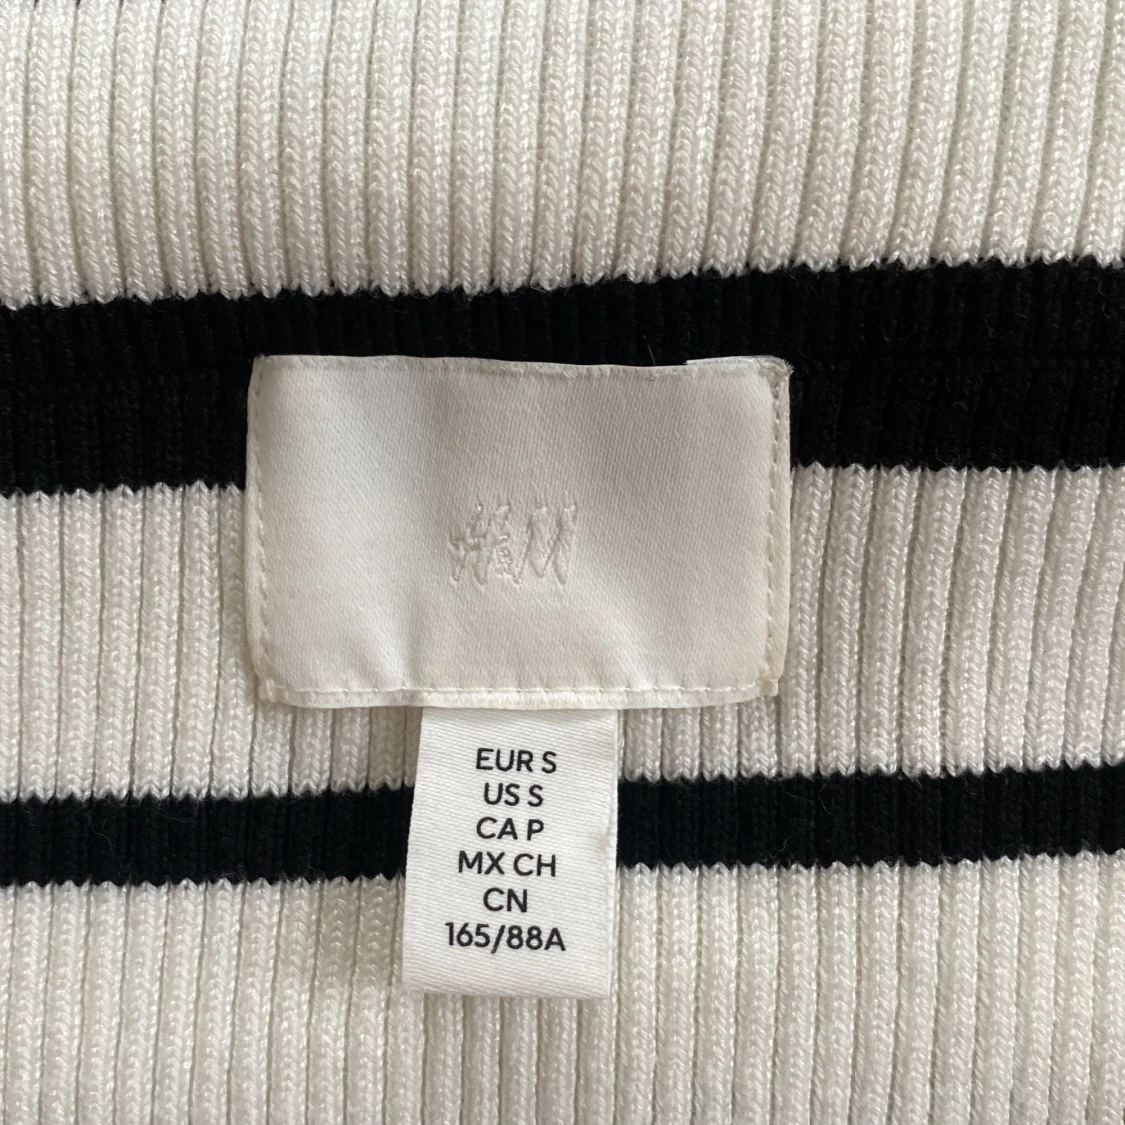 H&M
EUR S
US S
CA P
MX CH
CN
165/88A